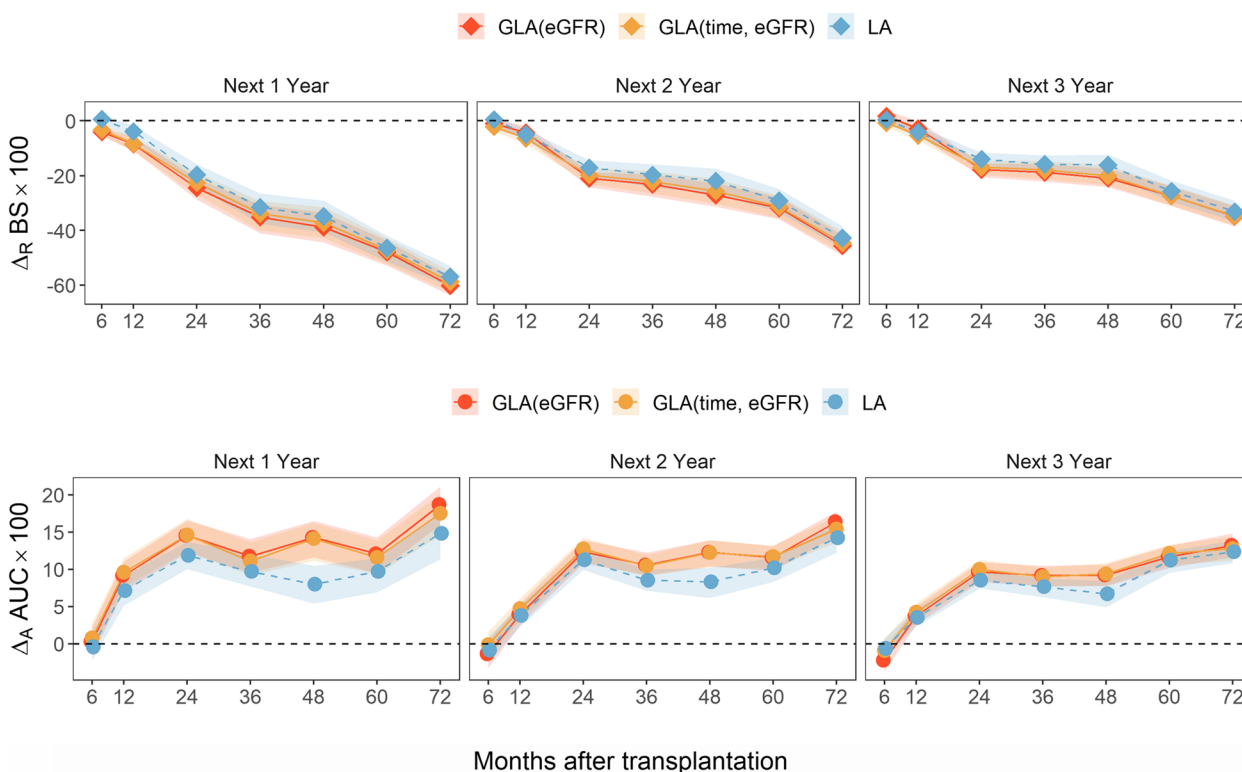 GLA(eGFR) GLA(time, eGFR) LA
Next 1 Year Next 2 Year Next 3 Year
Δ_R BS × 100
0
-20
-40
-60
6 12 24 36 48 60 72 6 12 24 36 48 60 72 6 12 24 36 48 60 72
GLA(eGFR) GLA(time, eGFR) LA
Next 1 Year Next 2 Year Next 3 Year
Δ_A AUC × 100
20
15
10
5
0
6 12 24 36 48 60 72 6 12 24 36 48 60 72 6 12 24 36 48 60 72
Months after transplantation